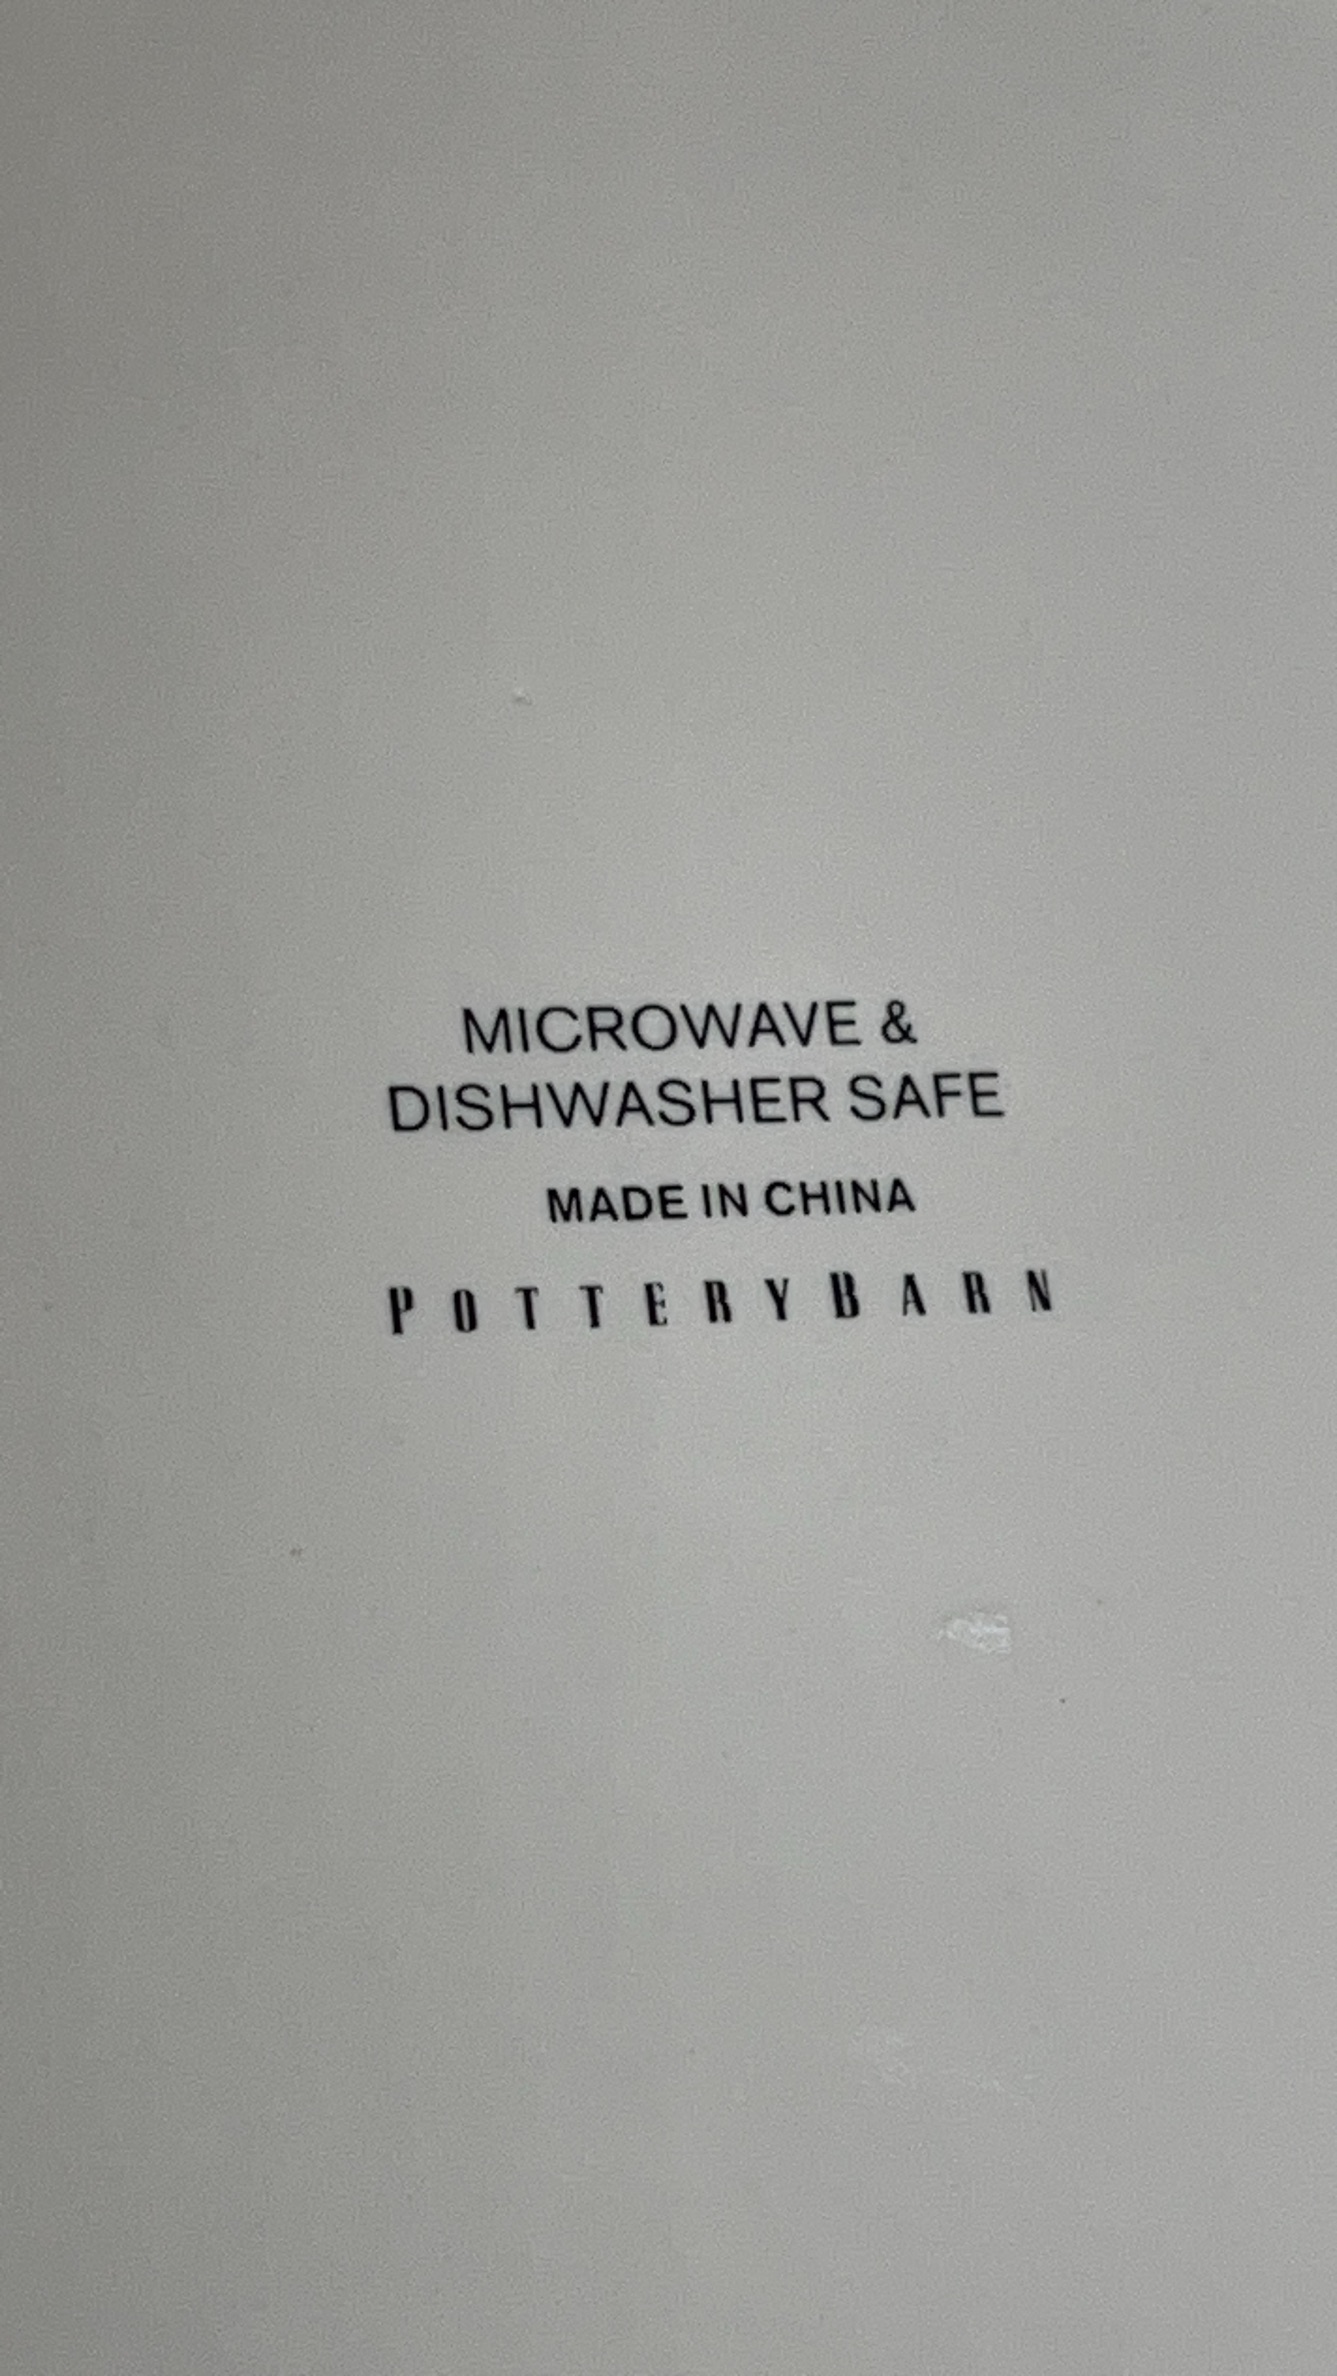 MICROWAVE &
DISHWASHER SAFE
MADE IN CHINA
POTTERYBARN